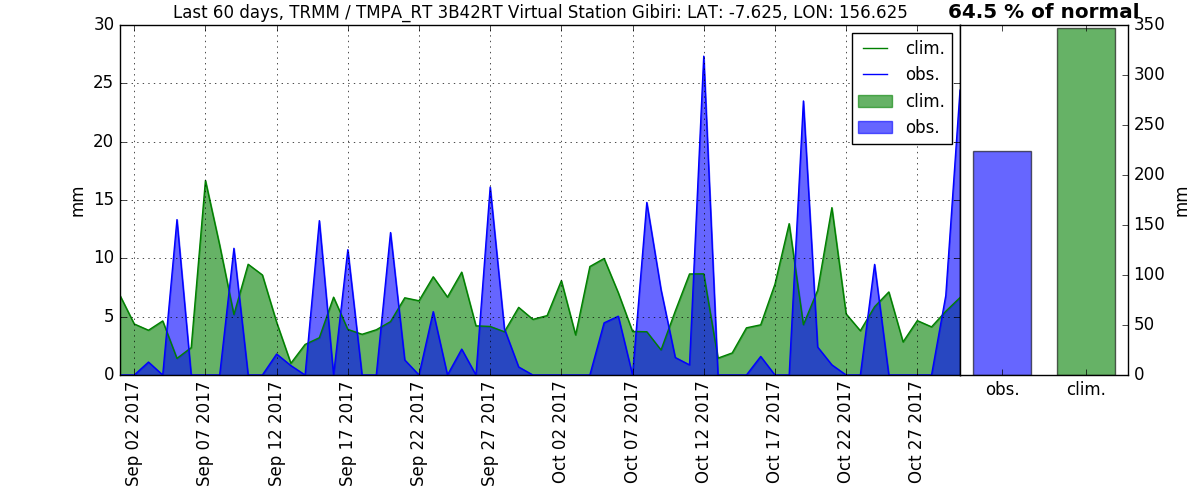 Last 60 days, TRMM / TMPA_RT 3B42RT Virtual Station Gibiri: LAT: -7.625, LON: 156.625
64.5 % of normal
30
25
20
15
10
5
0
mm
clim.
obs.
clim.
obs.
350
300
250
200
150
100
50
0
mm
obs.
clim.
Sep 02 2017
Sep 07 2017
Sep 12 2017
Sep 17 2017
Sep 22 2017
Sep 27 2017
Oct 02 2017
Oct 07 2017
Oct 12 2017
Oct 17 2017
Oct 22 2017
Oct 27 2017